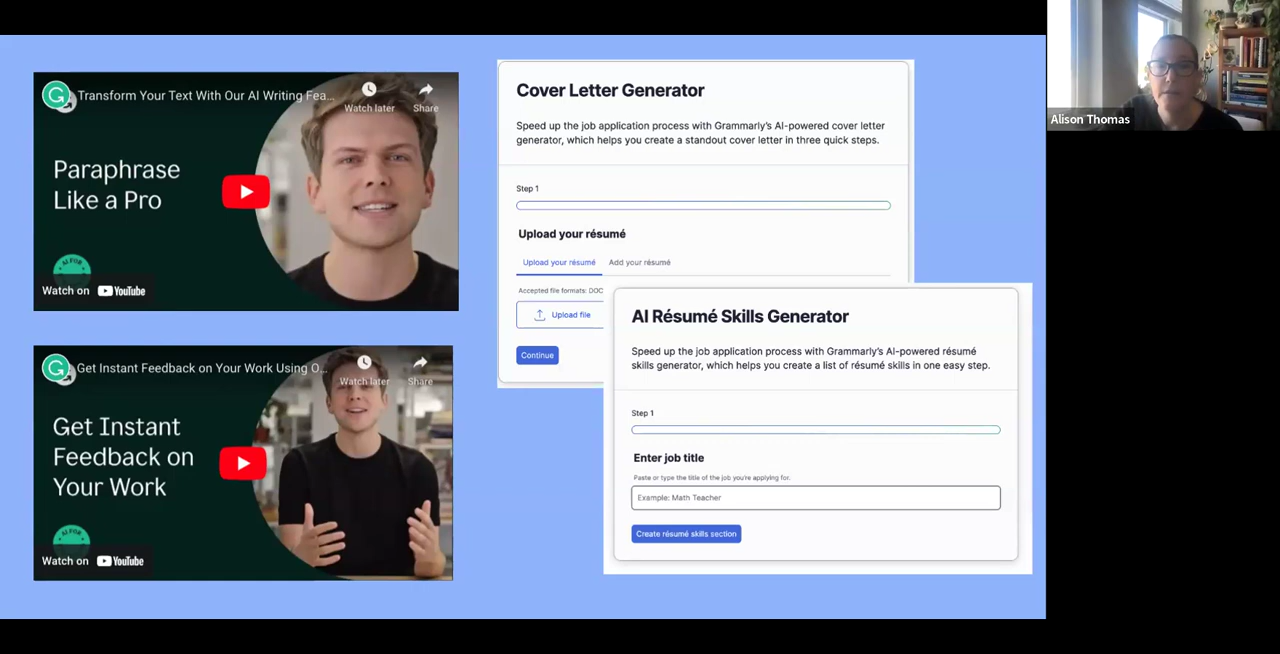 Transform Your Text With Our AI Writing Fea...
Watch later
Share
Paraphrase
Like a Pro
AI FOR
Watch on YouTube
Get Instant Feedback on Your Work Using O...
Watch later
Share
Get Instant
Feedback on
Your Work
AI FOR
Watch on YouTube
Cover Letter Generator
Speed up the job application process with Grammarly's AI-powered cover letter
generator, which helps you create a standout cover letter in three quick steps.
Step 1
Upload your résumé
Upload your résumé
Add your résumé
Accepted file formats: DOC
Upload file
Continue
AI Résumé Skills Generator
Speed up the job application process with Grammarly's AI-powered résumé
skills generator, which helps you create a list of résumé skills in one easy step.
Step 1
Enter job title
Paste or type the title of the job you're applying for.
Example: Math Teacher
Create résumé skills section
Alison Thomas